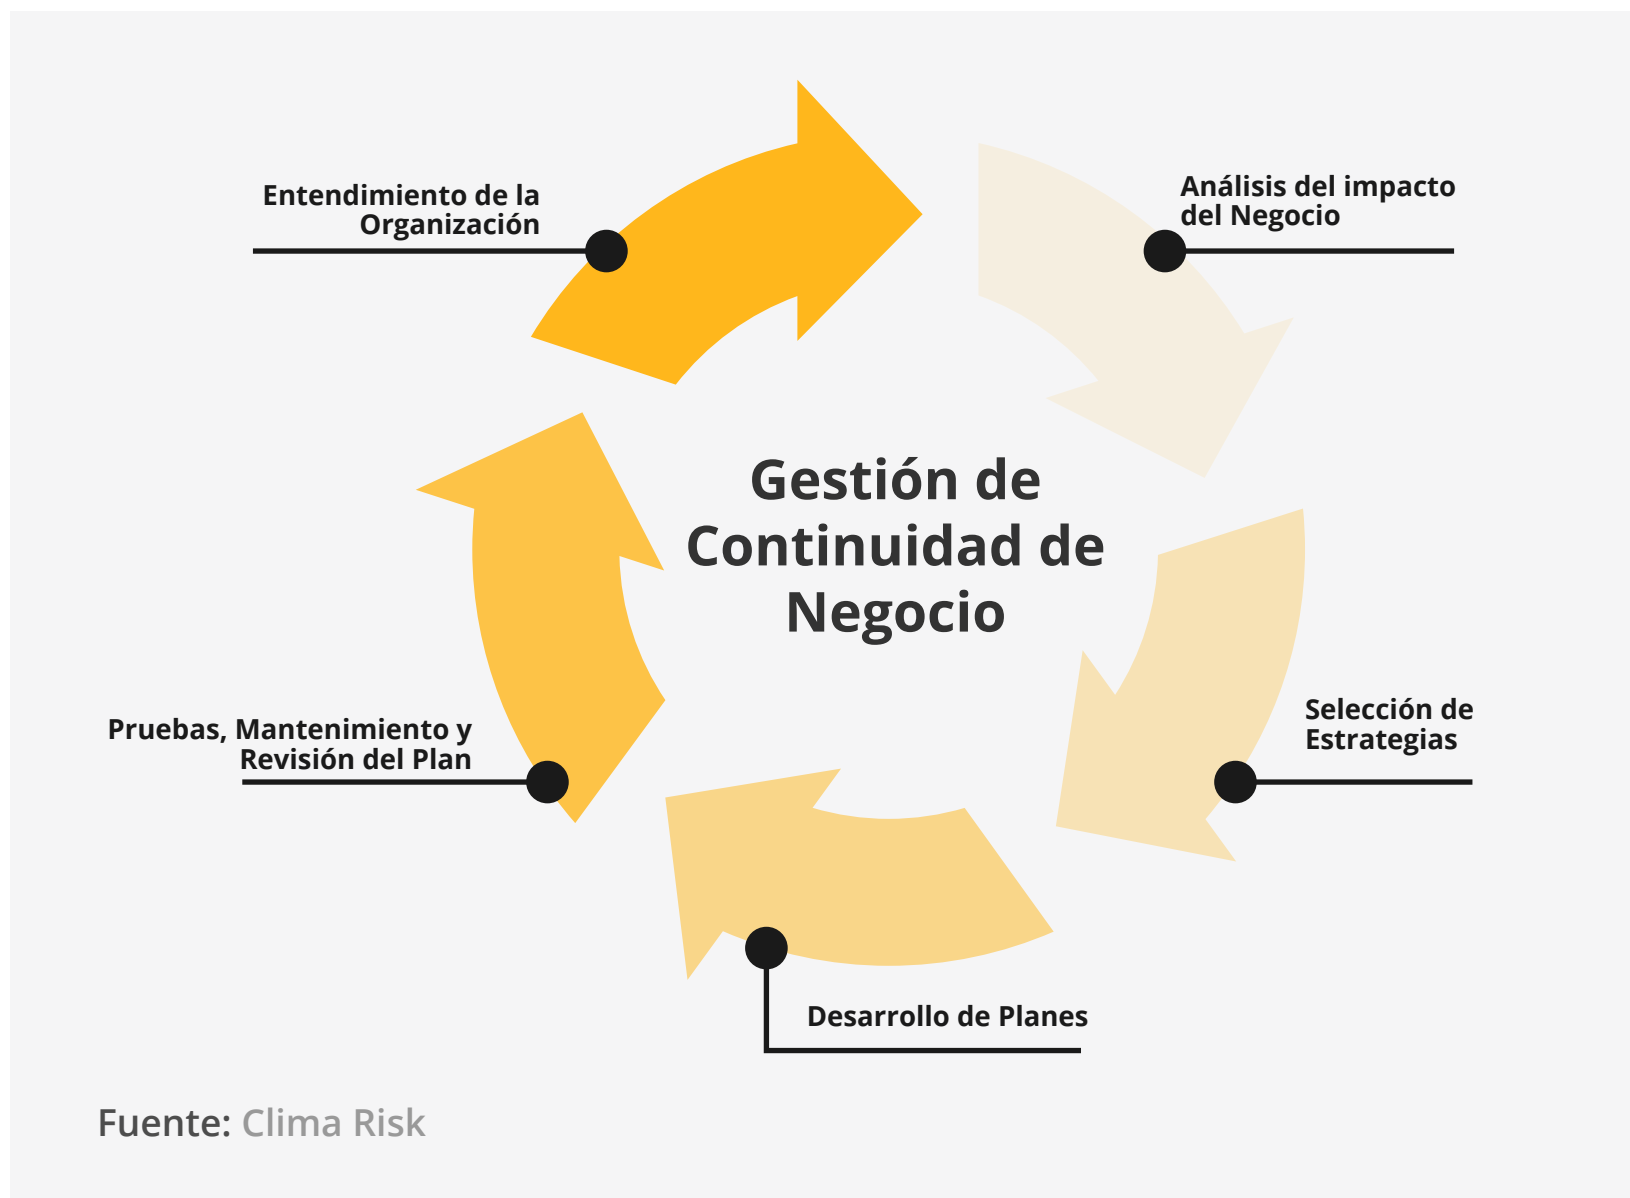 Entendimiento de la
Organización
Análisis del impacto
del Negocio
Gestión de
Continuidad de
Negocio
Selección de
Estrategias
Pruebas, Mantenimiento y
Revisión del Plan
Desarrollo de Planes
Fuente: Clima Risk